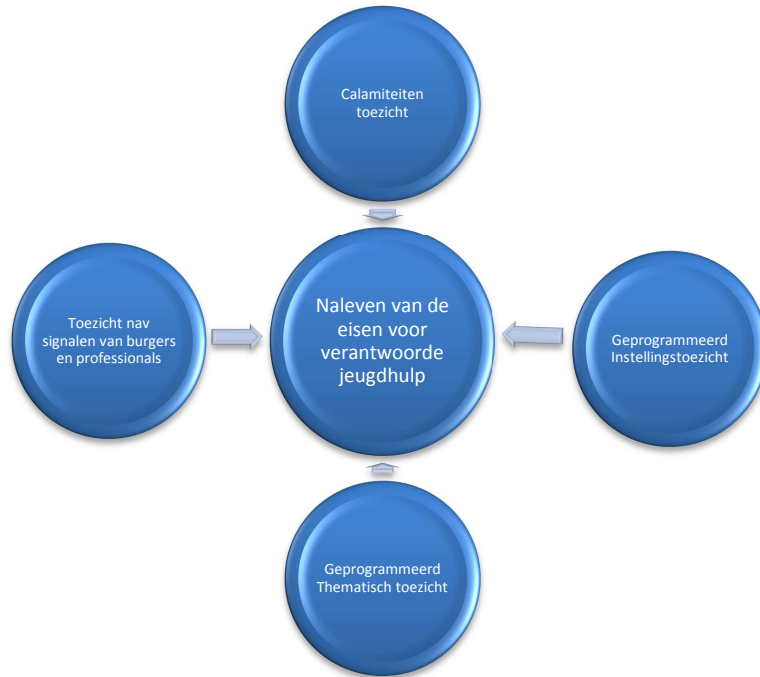 Calamiteiten
toezicht
Naleven van de
eisen voor
verantwoorde
jeugdhulp
Toezicht nav
signalen van burgers
en professionals
Geprogrammeerd
Instellingstoezicht
Geprogrammeerd
Thematisch toezicht